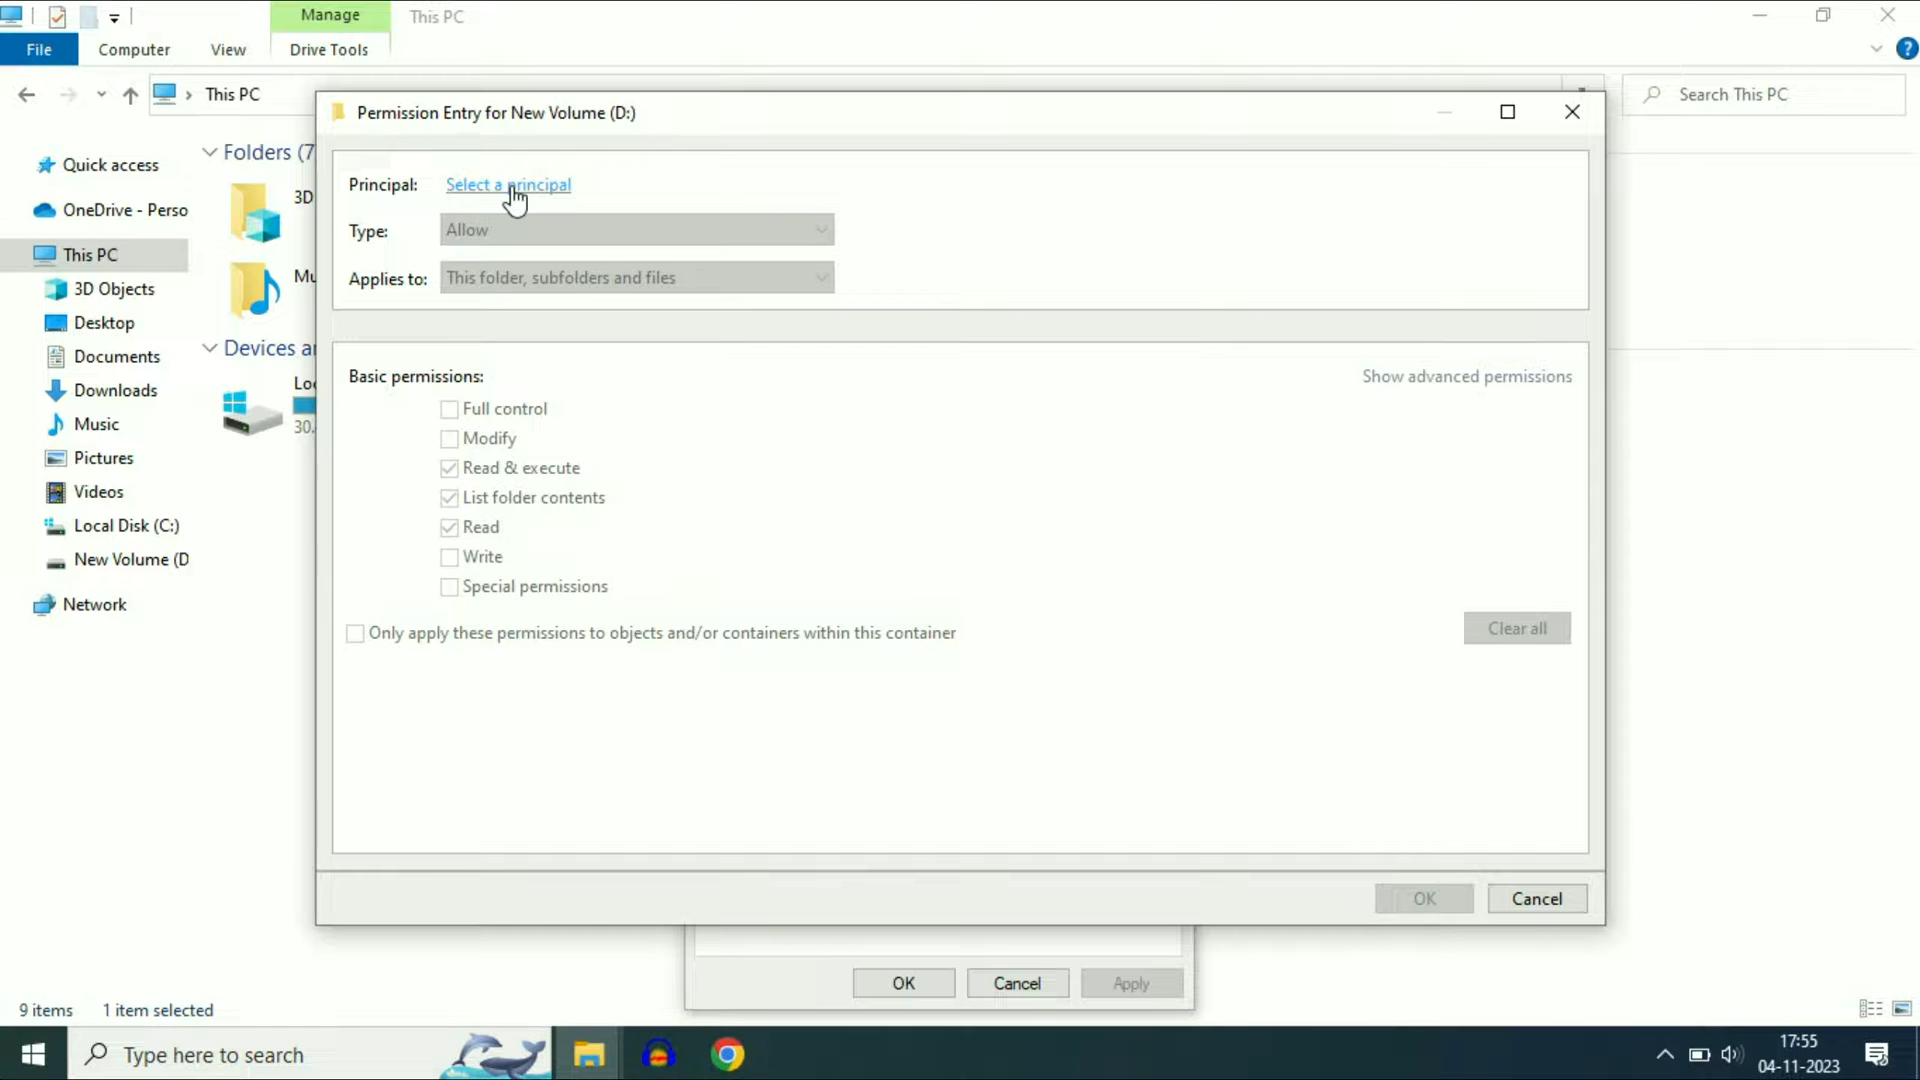 Manage
This PC
File
Computer
View
Drive Tools
This PC
Search This PC
Permission Entry for New Volume (D:)
Quick access
OneDrive - Perso
This PC
3D Objects
Desktop
Documents
Downloads
Music
Pictures
Videos
Local Disk (C:)
New Volume (D
Network
Folders (7
3D
Mu
Devices a
Loc
30.
Principal: Select a principal
Type: Allow
Applies to: This folder, subfolders and files
Basic permissions:
Show advanced permissions
Full control
Modify
Read & execute
List folder contents
Read
Write
Special permissions
Only apply these permissions to objects and/or containers within this container
Clear all
OK
Cancel
OK
Cancel
Apply
9 items
1 item selected
Type here to search
17:55
04-11-2023